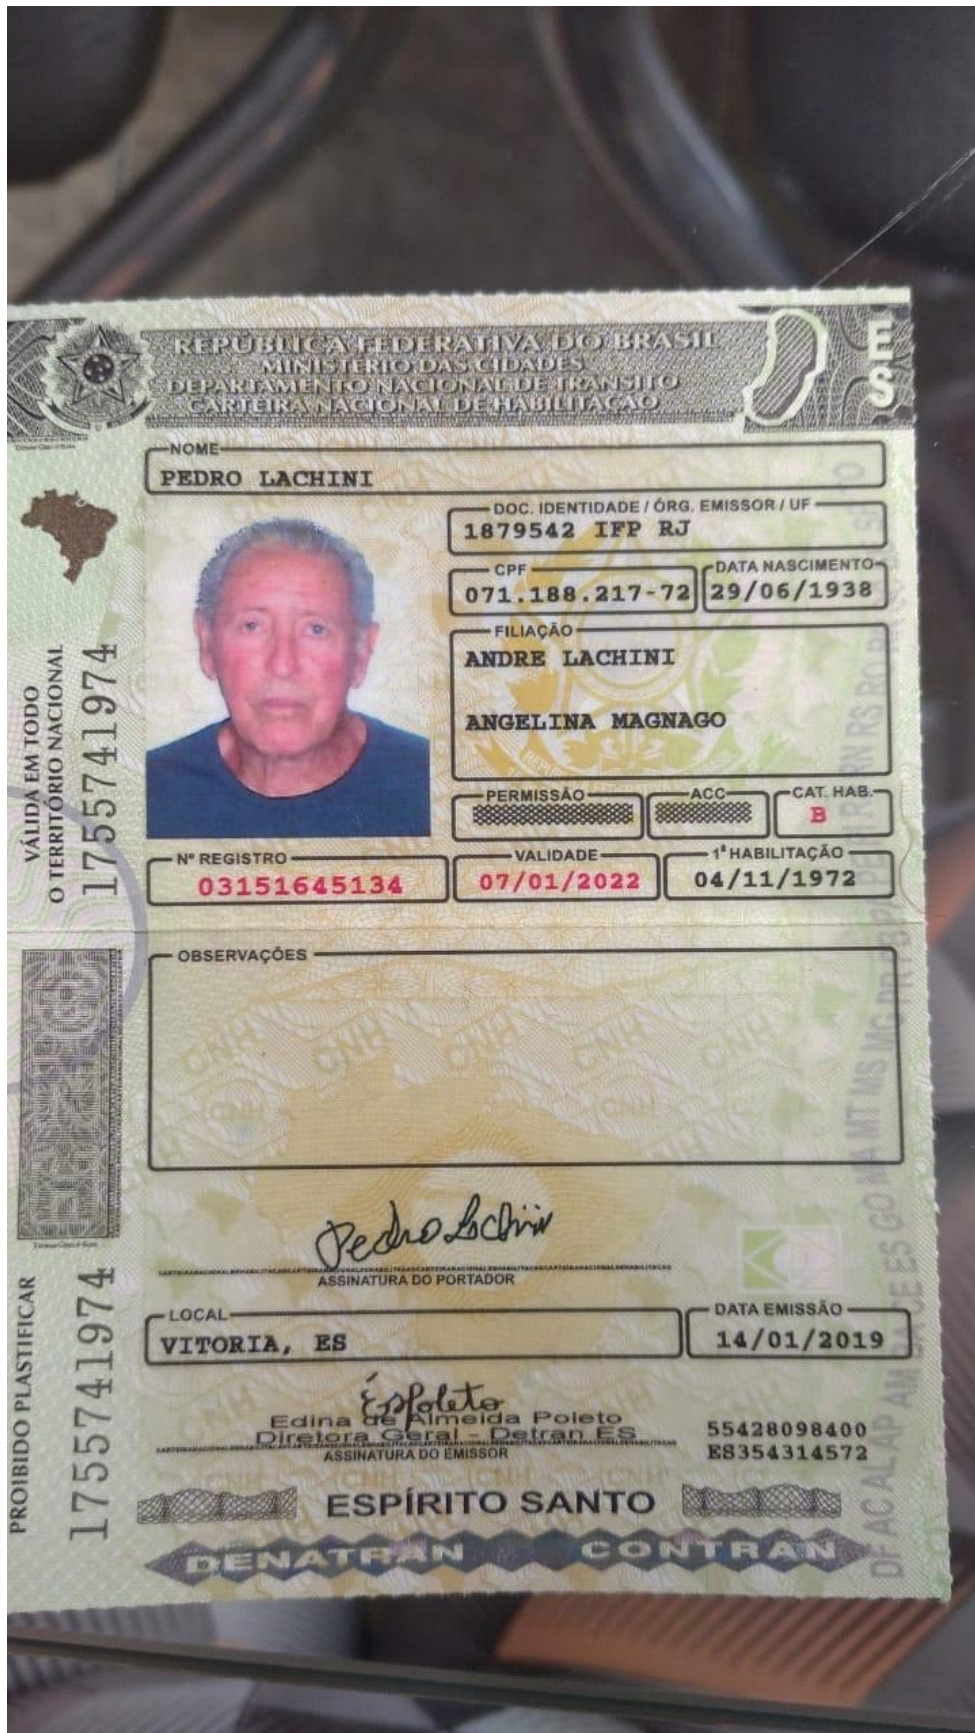 REPÚBLICA FEDERATIVA DO BRASIL
MINISTÉRIO DAS CIDADES
DEPARTAMENTO NACIONAL DE TRÂNSITO
CARTEIRA NACIONAL DE HABILITAÇÃO
ES
NOME
PEDRO LACHINI
DOC. IDENTIDADE / ÓRG. EMISSOR / UF
1879542 IFP RJ
CPF
071.188.217-72
DATA NASCIMENTO
29/06/1938
FILIAÇÃO
ANDRE LACHINI
ANGELINA MAGNAGO
PERMISSÃO
ACC
CAT. HAB.
B
Nº REGISTRO
03151645134
VALIDADE
07/01/2022
1ª HABILITAÇÃO
04/11/1972
VÁLIDA EM TODO
O TERRITÓRIO NACIONAL
1755741974
OBSERVAÇÕES
Pedro Lachini
ASSINATURA DO PORTADOR
LOCAL
VITORIA, ES
DATA EMISSÃO
14/01/2019
Edina de Almeida Poleto
Diretora Geral - Detran ES
ASSINATURA DO EMISSOR
55428098400
ES354314572
PROIBIDO PLASTIFICAR
1755741974
ESPÍRITO SANTO
DENATRAN CONTRAN